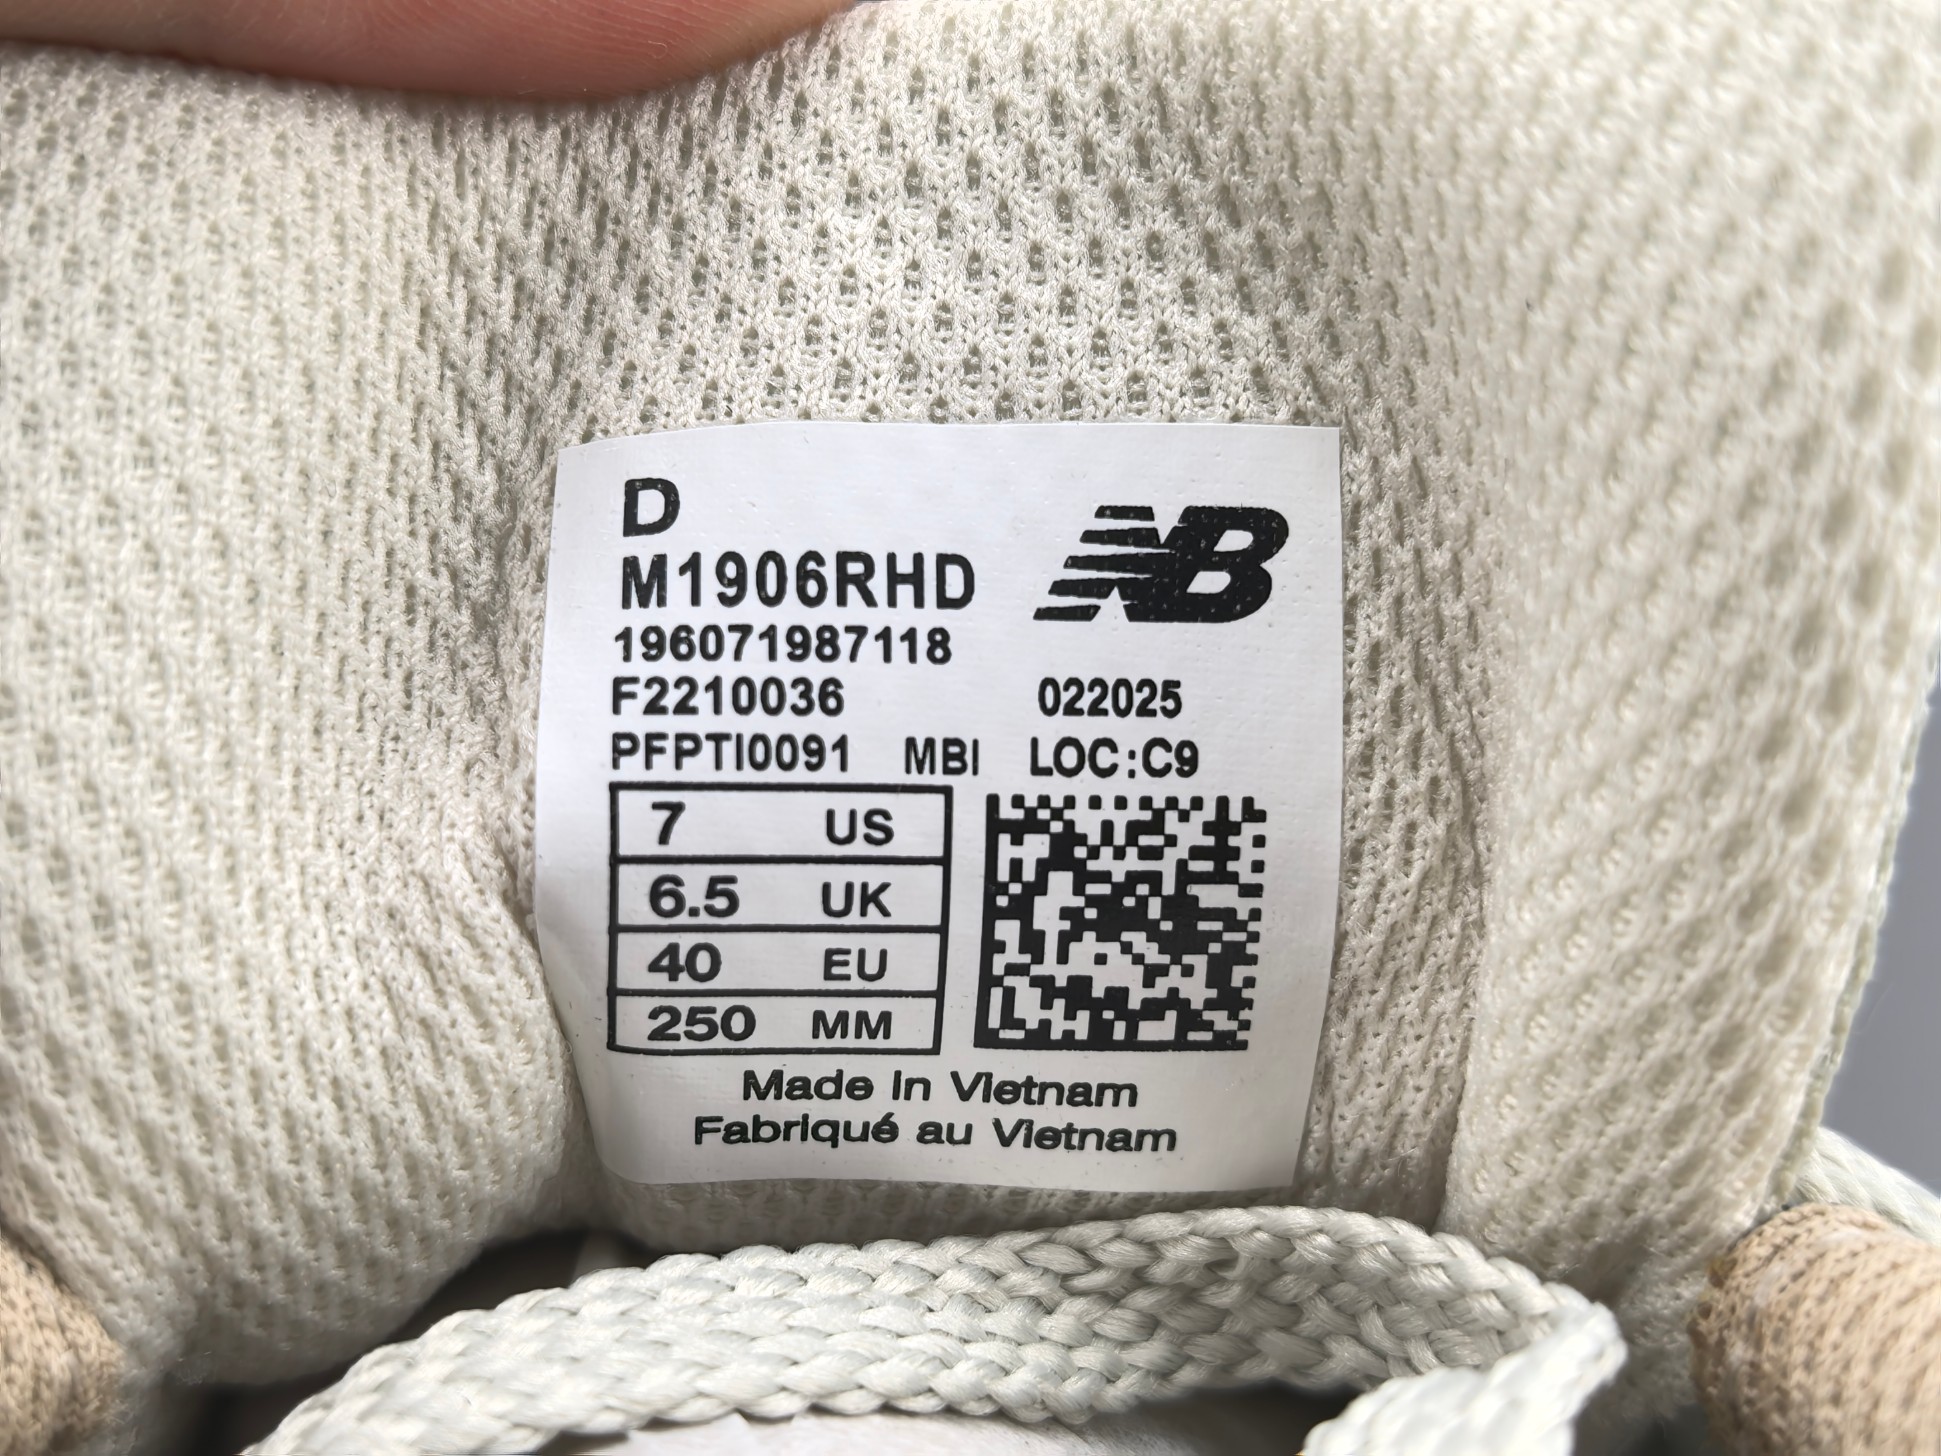 D
NB
M1906RHD
196071987118
F2210036 022025
PFPTI0091 MBI LOC:C9
7 US
6.5 UK
40 EU
250 MM
Made In Vietnam
Fabriqué au Vietnam